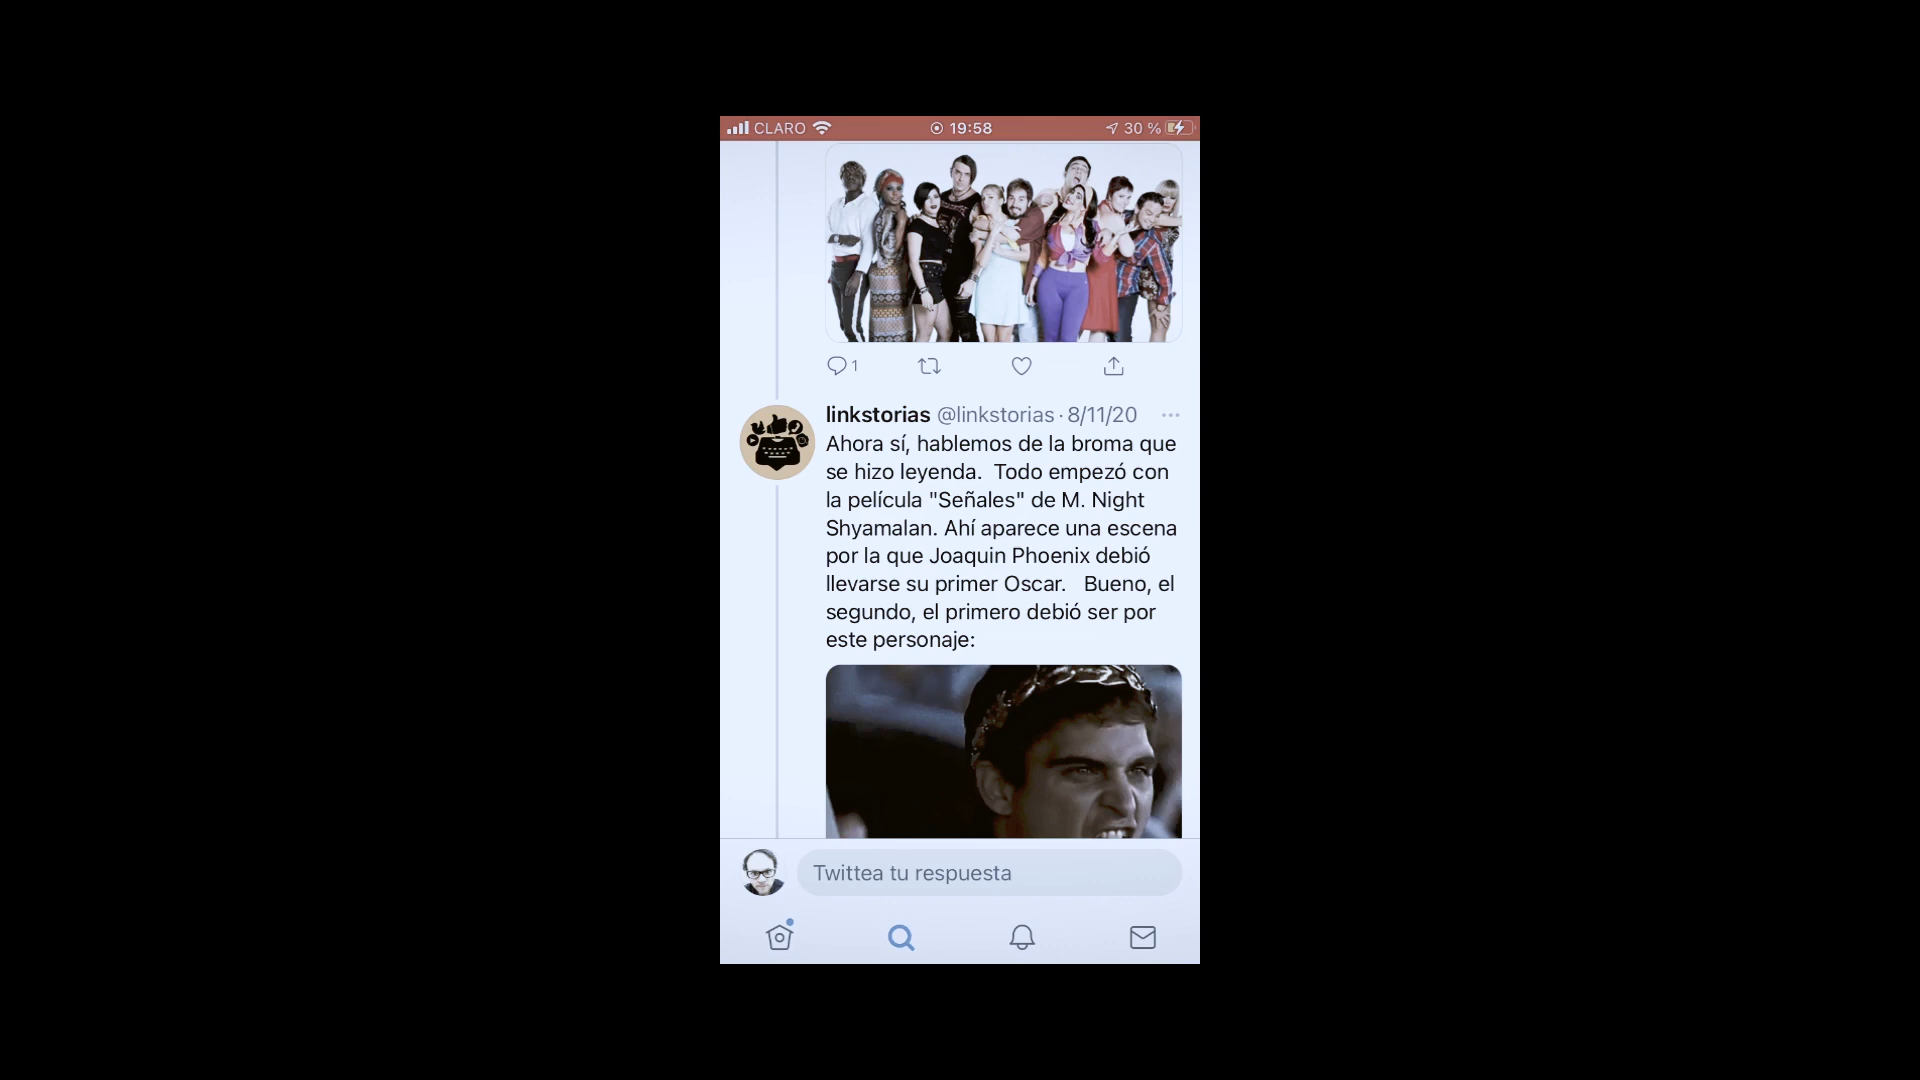 CLARO 19:58 30 %
1
linkstorias @linkstorias · 8/11/20
Ahora sí, hablemos de la broma que
se hizo leyenda.  Todo empezó con
la película "Señales" de M. Night
Shyamalan. Ahí aparece una escena
por la que Joaquin Phoenix debió
llevarse su primer Oscar.   Bueno, el
segundo, el primero debió ser por
este personaje:
Twittea tu respuesta